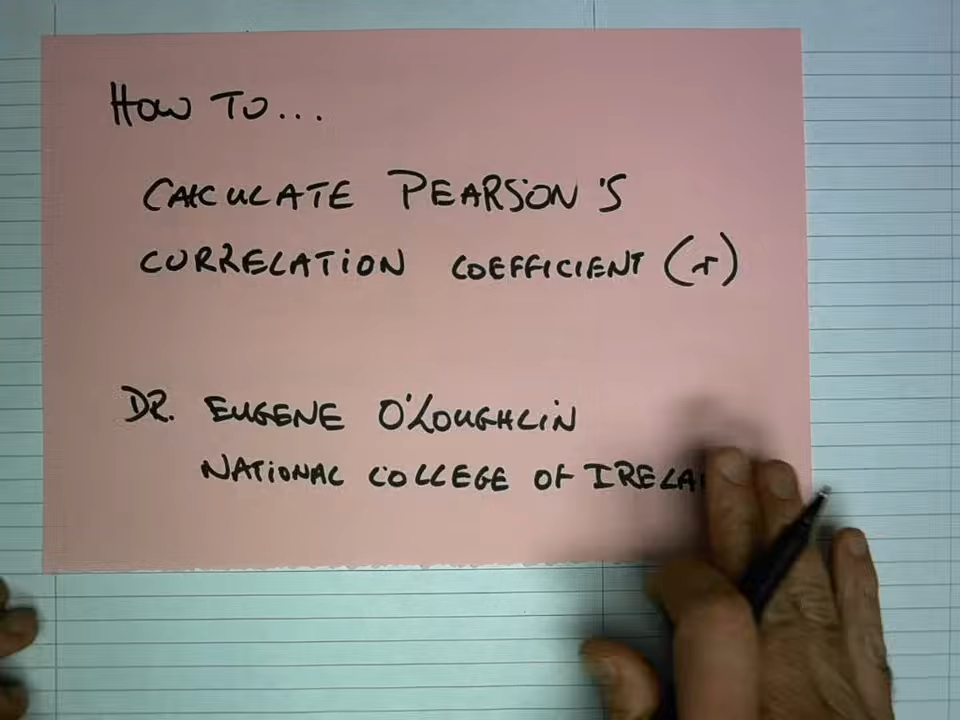 HOW TO...
CALCULATE PEARSON'S
CORRELATION COEFFICIENT (r)
DR. EUGENE O'LOUGHLIN
NATIONAL COLLEGE OF